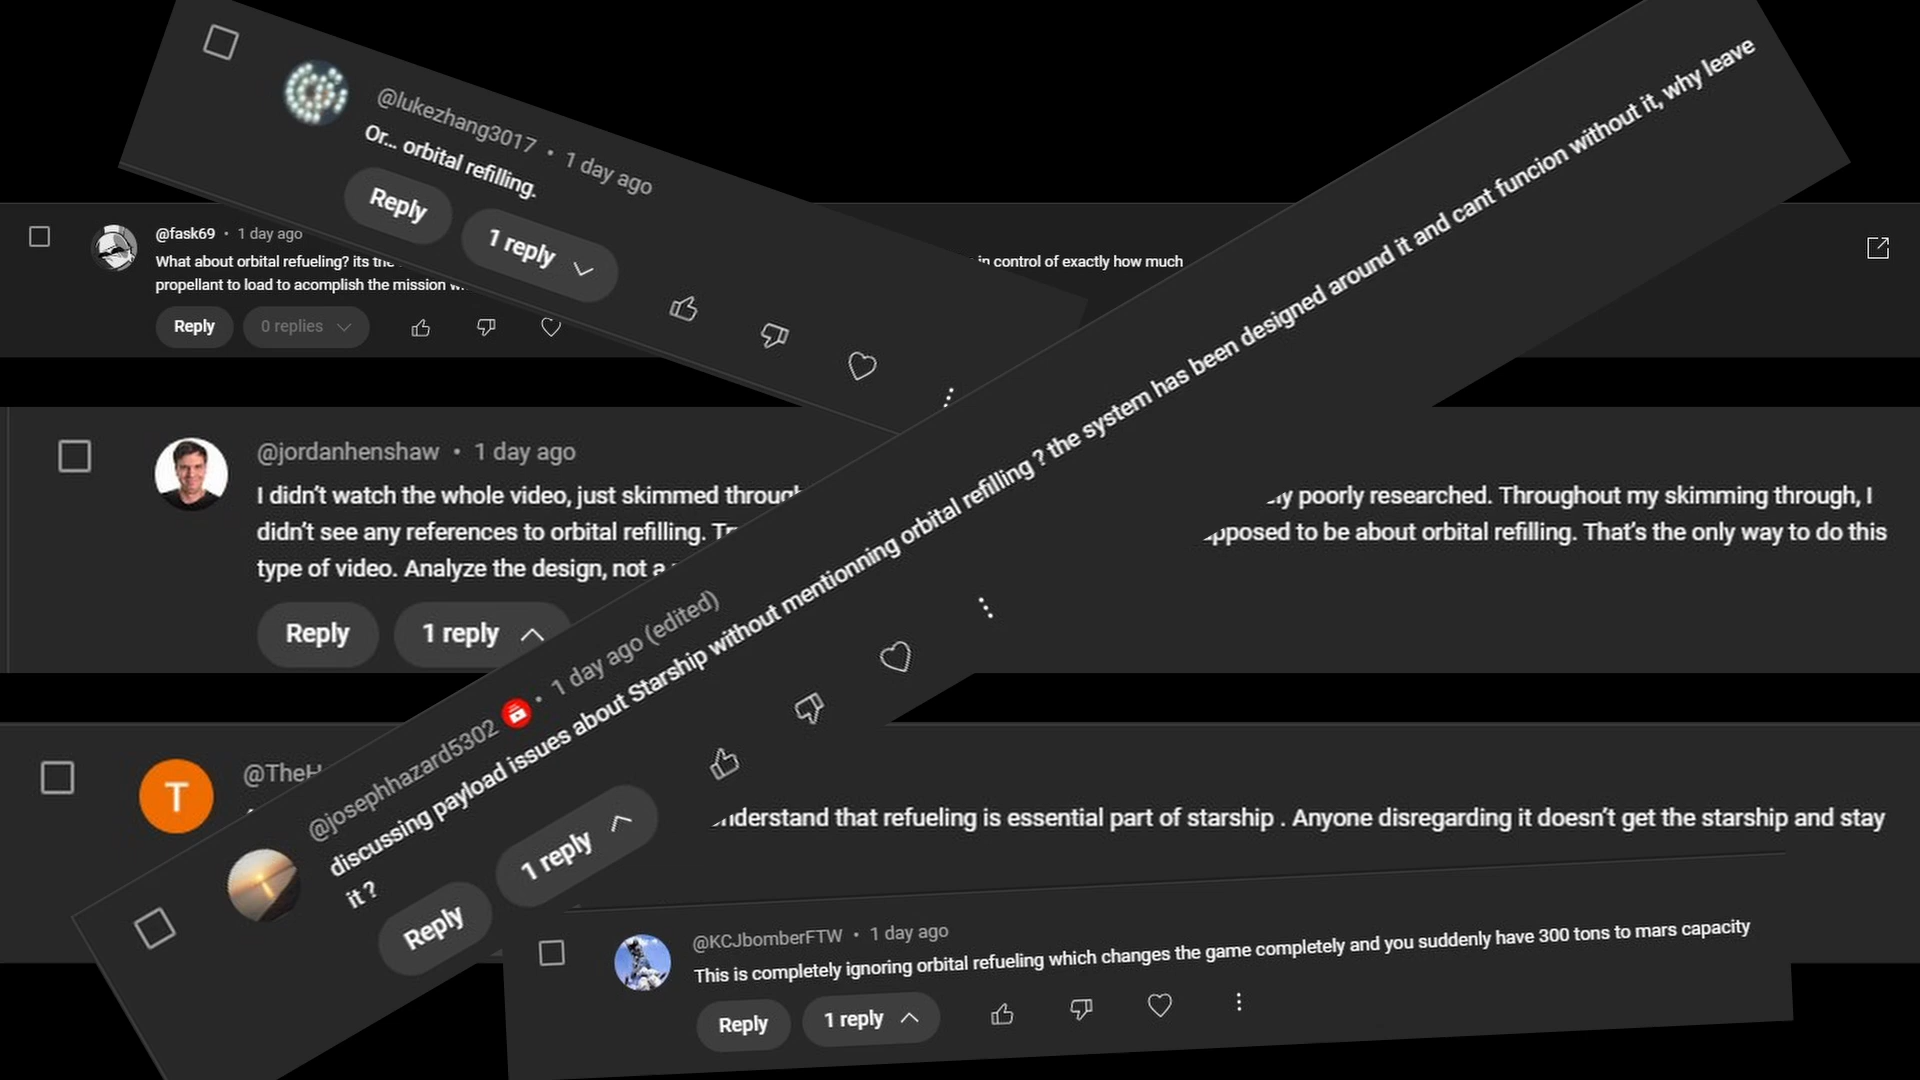 @lukezhang3017 • 1 day ago
Or... orbital refilling.
Reply
1 reply
@fask69 • 1 day ago
What about orbital refueling? its
in control of exactly how much
propellant to load to acomplish the mission
Reply
0 replies
@jordanhenshaw • 1 day ago
I didn't watch the whole video, just skimmed
poorly researched. Throughout my skimming through, I
didn't see any references to orbital refilling.
to be about orbital refilling. That's the only way to do this
type of video. Analyze the design, not a
Reply
1 reply
@josephhazard5302 • 1 day ago (edited)
discussing payload issues about Starship without mentionning orbital refilling ? the system has been designed around it and cant funcion without it, why leave
it ?
Reply
1 reply
T
that refueling is essential part of starship . Anyone disregarding it doesn't get the starship and stay
@KCJbomberFTW • 1 day ago
This is completely ignoring orbital refueling which changes the game completely and you suddenly have 300 tons to mars capacity
Reply
1 reply